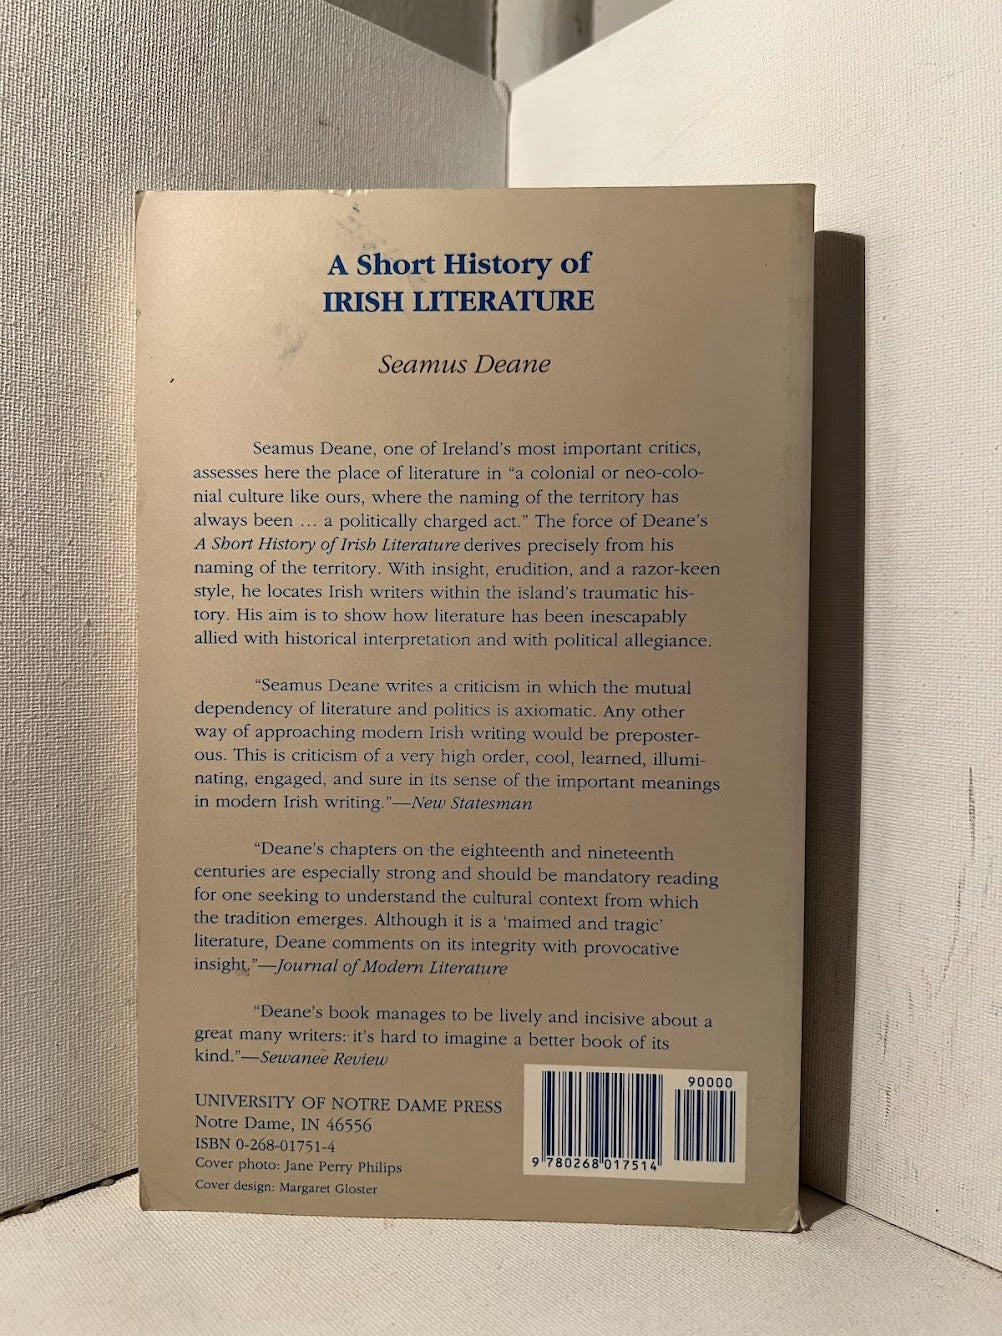 A Short History of
IRISH LITERATURE
Seamus Deane
Seamus Deane, one of Ireland's most important critics,
assesses here the place of literature in “a colonial or neo-colo-
nial culture like ours, where the naming of the territory has
always been ... a politically charged act.” The force of Deane's
A Short History of Irish Literature derives precisely from his
naming of the territory. With insight, erudition, and a razor-keen
style, he locates Irish writers within the island's traumatic his-
tory. His aim is to show how literature has been inescapably
allied with historical interpretation and with political allegiance.
“Seamus Deane writes a criticism in which the mutual
dependency of literature and politics is axiomatic. Any other
way of approaching modern Irish writing would be preposter-
ous. This is criticism of a very high order, cool, learned, illumi-
nating, engaged, and sure in its sense of the important meanings
in modern Irish writing.”—New Statesman
“Deane's chapters on the eighteenth and nineteenth
centuries are especially strong and should be mandatory reading
for one seeking to understand the cultural context from which
the tradition emerges. Although it is a ‘maimed and tragic’
literature, Deane comments on its integrity with provocative
insight.”—Journal of Modern Literature
“Deane's book manages to be lively and incisive about a
great many writers: it's hard to imagine a better book of its
kind.”—Sewanee Review
UNIVERSITY OF NOTRE DAME PRESS
Notre Dame, IN 46556
ISBN 0-268-01751-4
Cover photo: Jane Perry Philips
Cover design: Margaret Gloster
90000
9 780268 017514